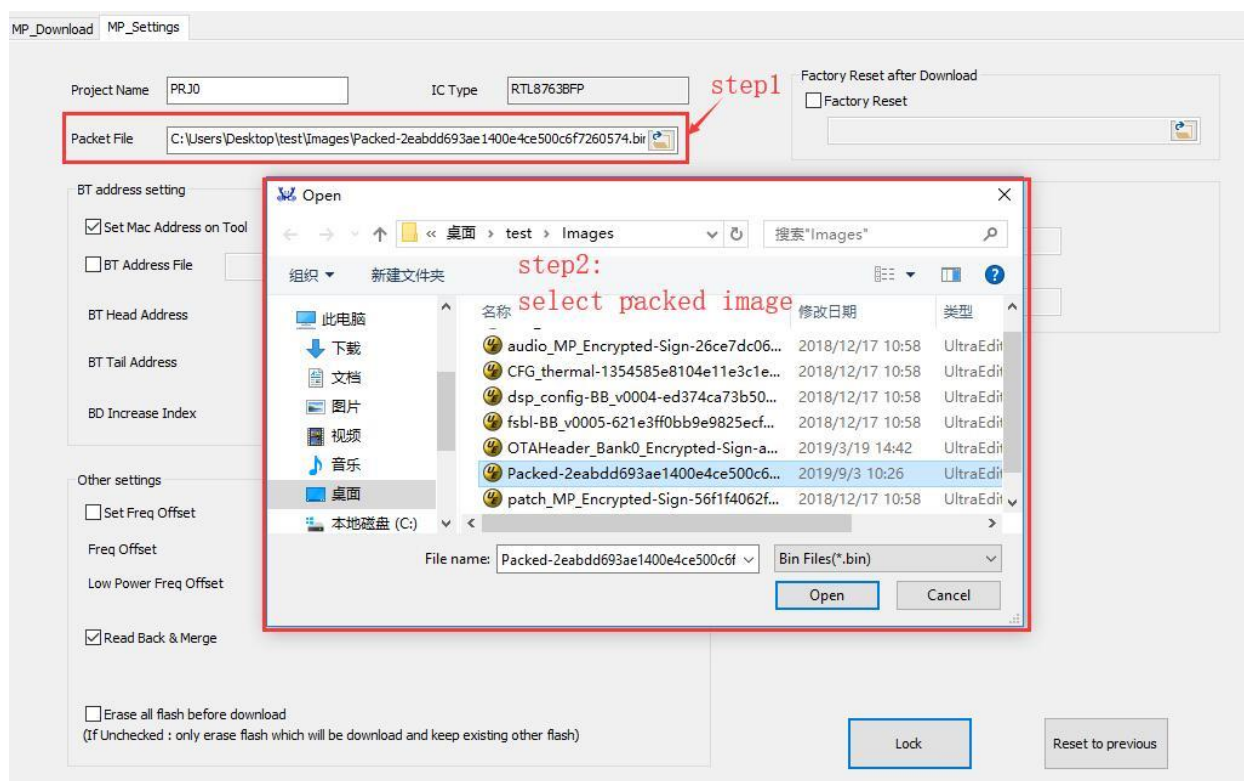 MP_Download MP_Settings
Project Name PRJ0 IC Type RTL8763BFP
step1
Factory Reset after Download
Factory Reset
Packet File C:\Users\Desktop\test\Images\Packed-2eabdd693ae1400e4ce500c6f7260574.bin
BT address setting
Set Mac Address on Tool
BT Address File
BT Head Address
BT Tail Address
BD Increase Index
Other settings
Set Freq Offset
Freq Offset
Low Power Freq Offset
Read Back & Merge
Erase all flash before download
(If Unchecked : only erase flash which will be download and keep existing other flash)
Open
« 桌面 › test › Images
搜索"Images"
组织 新建文件夹
step2:
select packed image
此电脑
下载
文档
图片
视频
音乐
桌面
本地磁盘 (C:)
名称 修改日期 类型
audio_MP_Encrypted-Sign-26ce7dc06... 2018/12/17 10:58 UltraEdit
CFG_thermal-1354585e8104e11e3c1e... 2018/12/17 10:58 UltraEdit
dsp_config-BB_v0004-ed374ca73b50... 2018/12/17 10:58 UltraEdit
fsbl-BB_v0005-621e3ff0bb9e9825ecf... 2018/12/17 10:58 UltraEdit
OTAHeader_Bank0_Encrypted-Sign-a... 2019/3/19 14:42 UltraEdit
Packed-2eabdd693ae1400e4ce500c6... 2019/9/3 10:26 UltraEdit
patch_MP_Encrypted-Sign-56f1f4062f... 2018/12/17 10:58 UltraEdit
File name: Packed-2eabdd693ae1400e4ce500c6f Bin Files(*.bin)
Open Cancel
Lock Reset to previous